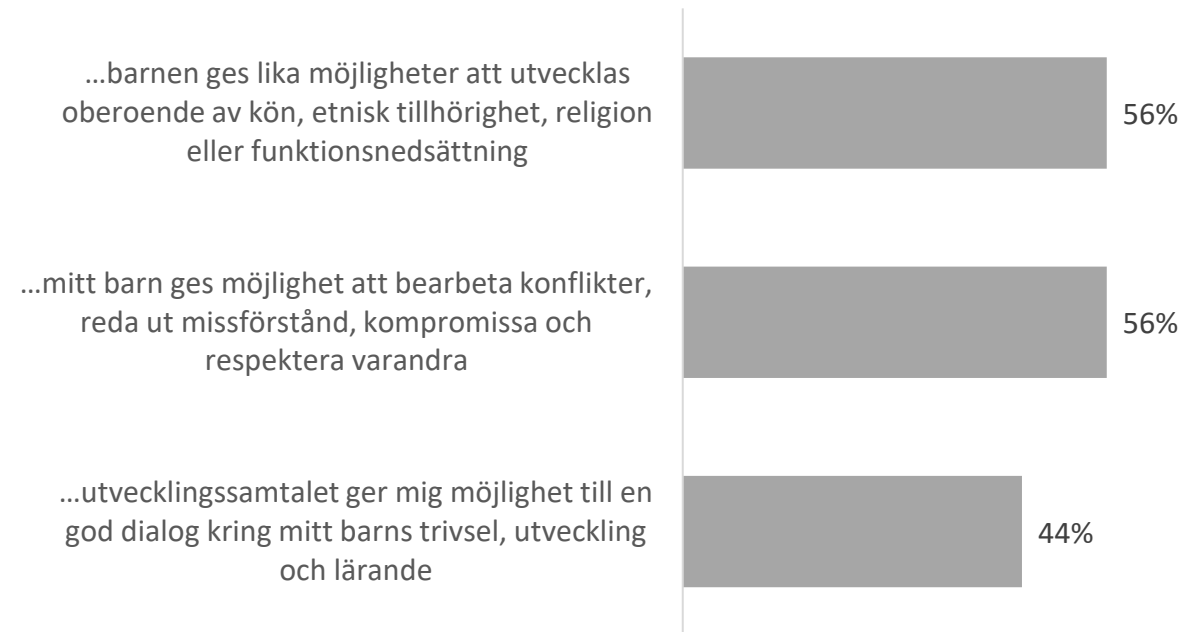 ...barnen ges lika möjligheter att utvecklas
oberoende av kön, etnisk tillhörighet, religion
eller funktionsnedsättning
56%
...mitt barn ges möjlighet att bearbeta konflikter,
reda ut missförstånd, kompromissa och
respektera varandra
56%
...utvecklingssamtalet ger mig möjlighet till en
god dialog kring mitt barns trivsel, utveckling
och lärande
44%